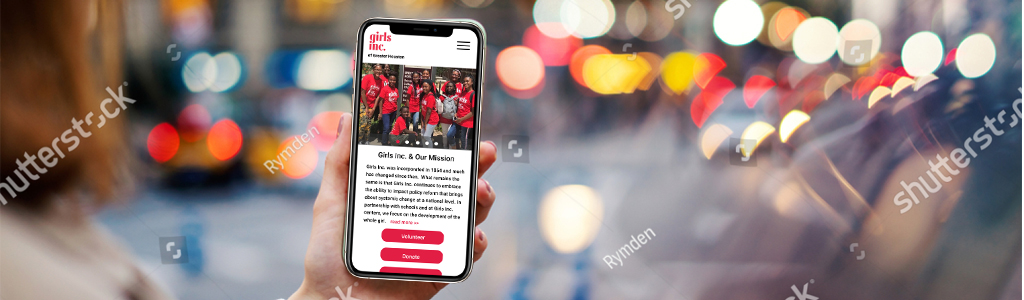 girls
inc.
of Greater Houston
Girls Inc. & Our Mission
Girls Inc. was incorporated in 1864 and much
has changed since then. What remains the
same is that Girls Inc. continues to embrace
the ability to impact policy reform that brings
about systemic change at a national level. In
partnership with schools and at Girls Inc.
centers, we focus on the development of the
whole girl. read more >>
Volunteer
Donate
shutterstock
Rymden
shutterstock
Rymden